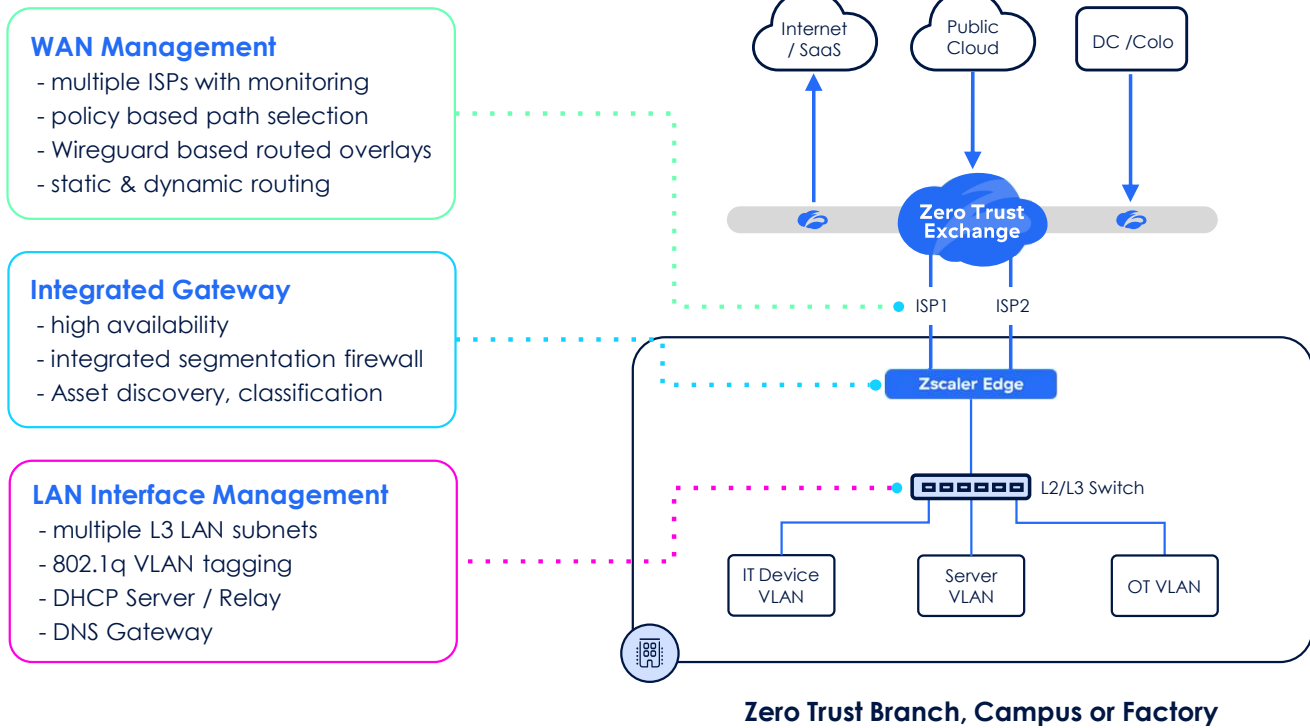 WAN Management
- multiple ISPs with monitoring
- policy based path selection
- Wireguard based routed overlays
- static & dynamic routing
Integrated Gateway
- high availability
- integrated segmentation firewall
- Asset discovery, classification
LAN Interface Management
- multiple L3 LAN subnets
- 802.1q VLAN tagging
- DHCP Server / Relay
- DNS Gateway
Internet
/ SaaS
Public
Cloud
DC /Colo
Zero Trust
Exchange
ISP1
ISP2
Zscaler Edge
L2/L3 Switch
IT Device
VLAN
Server
VLAN
OT VLAN
Zero Trust Branch, Campus or Factory